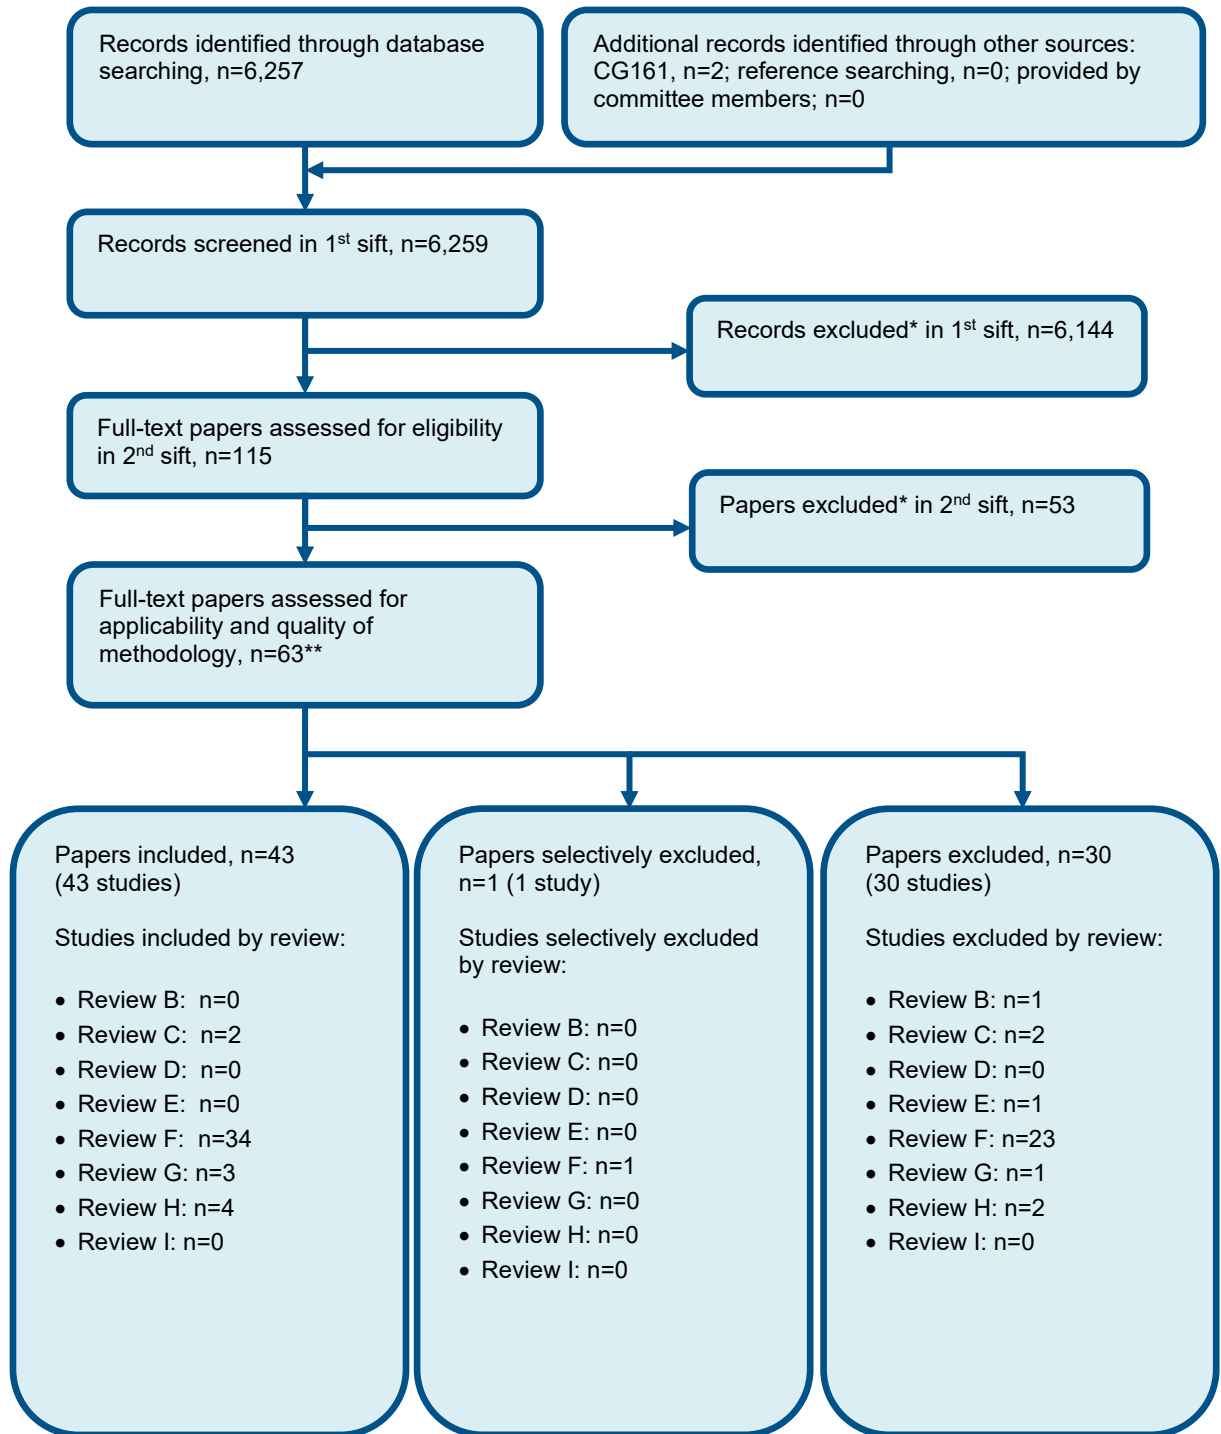 Records identified through database
searching, n=6,257
Additional records identified through other sources:
CG161, n=2; reference searching, n=0; provided by
committee members; n=0
Records screened in 1st sift, n=6,259
Records excluded* in 1st sift, n=6,144
Full-text papers assessed for eligibility
in 2nd sift, n=115
Papers excluded* in 2nd sift, n=53
Full-text papers assessed for
applicability and quality of
methodology, n=63**
Papers included, n=43
(43 studies)
Studies included by review:
• Review B: n=0
• Review C: n=2
• Review D: n=0
• Review E: n=0
• Review F: n=34
• Review G: n=3
• Review H: n=4
• Review I: n=0
Papers selectively excluded,
n=1 (1 study)
Studies selectively excluded
by review:
• Review B: n=0
• Review C: n=0
• Review D: n=0
• Review E: n=0
• Review F: n=1
• Review G: n=0
• Review H: n=0
• Review I: n=0
Papers excluded, n=30
(30 studies)
Studies excluded by review:
• Review B: n=1
• Review C: n=2
• Review D: n=0
• Review E: n=1
• Review F: n=23
• Review G: n=1
• Review H: n=2
• Review I: n=0